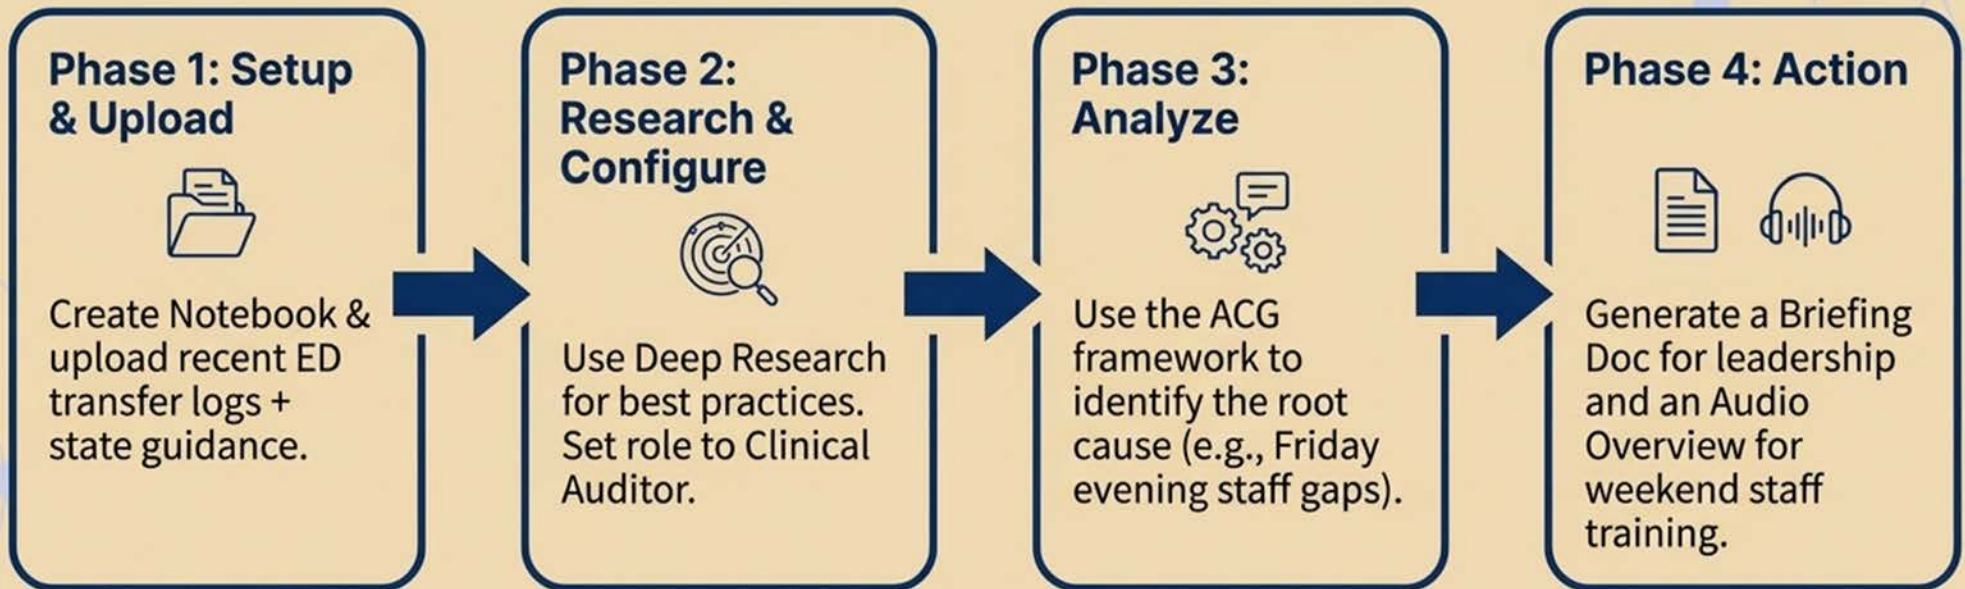 Phase 1: Setup
& Upload
Create Notebook &
upload recent ED
transfer logs +
state guidance.
Phase 2:
Research &
Configure
Use Deep Research
for best practices.
Set role to Clinical
Auditor.
Phase 3:
Analyze
Use the ACG
framework to
identify the root
cause (e.g., Friday
evening staff gaps).
Phase 4: Action
Generate a Briefing
Doc for leadership
and an Audio
Overview for
weekend staff
training.